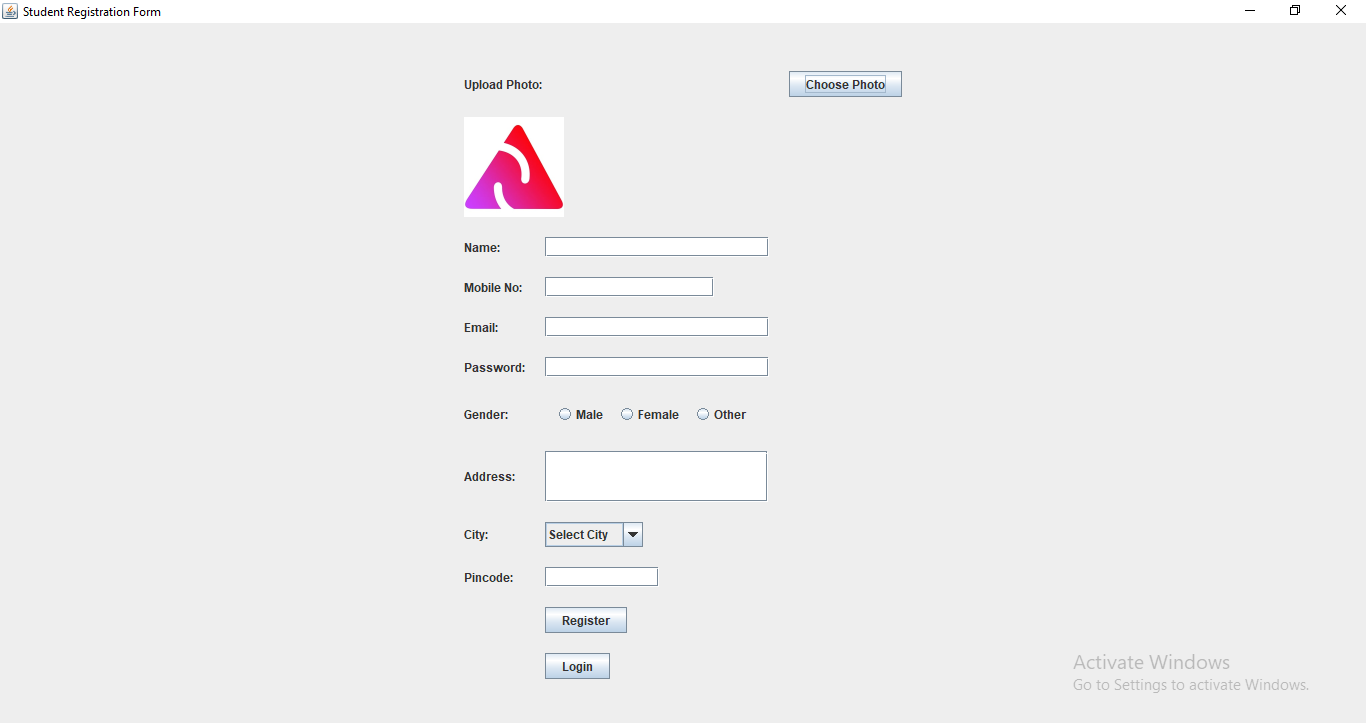 Student Registration Form
Upload Photo:
Choose Photo
Name:
Mobile No:
Email:
Password:
Gender:
Male
Female
Other
Address:
City:
Select City
Pincode:
Register
Login
Activate Windows
Go to Settings to activate Windows.